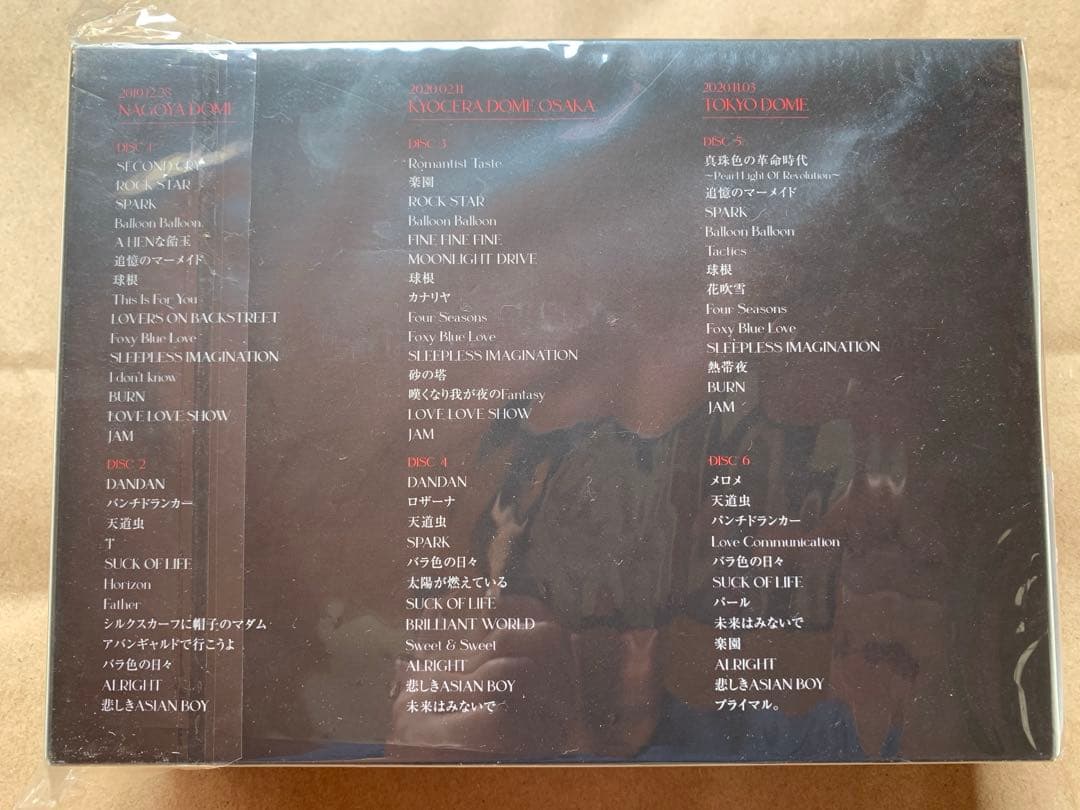 2019.12.28
NAGOYA DOME
DISC 1
SECOND CRY
ROCK STAR
SPARK
Balloon Balloon
A HENな飴玉
追憶のマーメイド
球根
This Is For You
LOVERS ON BACKSTREET
Foxy Blue Love
SLEEPLESS IMAGINATION
I don't know
BURN
LOVE LOVE SHOW
JAM
DISC 2
DANDAN
パンチドランカー
天道虫
"I"
SUCK OF LIFE
Horizon
Father
シルクスカーフに帽子のマダム
アバンギャルドで行こうよ
バラ色の日々
ALRIGHT
悲しきASIAN BOY
2020.02.11
KYOCERA DOME OSAKA
DISC 3
Romantist Taste
楽園
ROCK STAR
Balloon Balloon
FINE FINE FINE
MOONLIGHT DRIVE
球根
カナリヤ
Four Seasons
Foxy Blue Love
SLEEPLESS IMAGINATION
砂の塔
嘆くなり我が夜のFantasy
LOVE LOVE SHOW
JAM
DISC 4
DANDAN
ロザーナ
天道虫
SPARK
バラ色の日々
太陽が燃えている
SUCK OF LIFE
BRILLIANT WORLD
Sweet & Sweet
ALRIGHT
悲しきASIAN BOY
未来はみないで
2020.11.03
TOKYO DOME
DISC 5
真珠色の革命時代
～Pearl Light Of Revolution～
追憶のマーメイド
SPARK
Balloon Balloon
Tactics
球根
花吹雪
Four Seasons
Foxy Blue Love
SLEEPLESS IMAGINATION
熱帯夜
BURN
JAM
DISC 6
メロメ
天道虫
パンチドランカー
Love Communication
バラ色の日々
SUCK OF LIFE
パール
未来はみないで
楽園
ALRIGHT
悲しきASIAN BOY
プライマル。